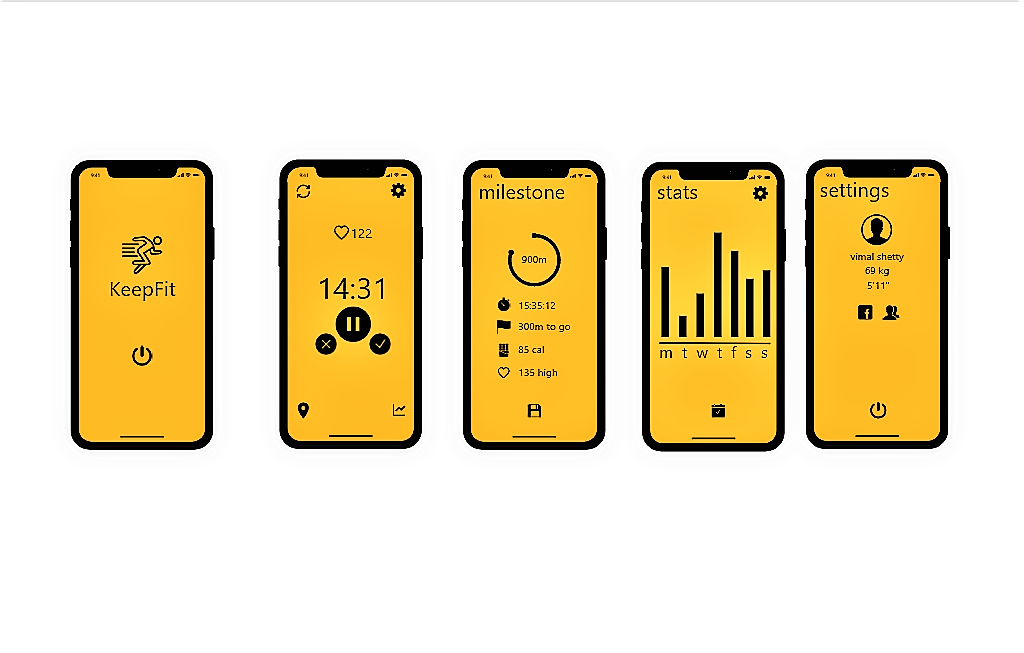 9:41
KeepFit
9:41
122
14:31
9:41
milestone
900m
15:35:12
300m to go
85 cal
135 high
9:41
stats
m t w t f s s
9:41
settings
vimal shetty
69 kg
5'11"